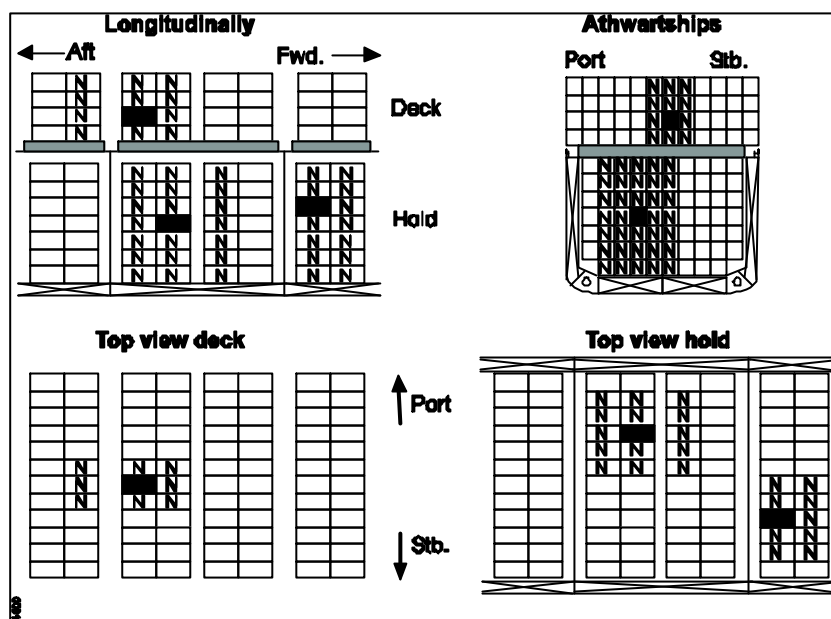 Longitudinally
Aft
Fwd.
N N N
N N N
N N
N N N
Deck
N N N N N
N N N N N
N N N N
N N N N
N N N N N
N N N N N
N N N N N
Hold
Athwartships
Port
Stb.
N N N
N N N
N N
N N N
N N N N N
N N N N N
N N N N N
N N N N
N N N N N
N N N N N
N N N N N
Top view deck
N N N
N N
N N N
Port
Stb.
Top view hold
N N N
N N N
N N
N N N
N N N
N N
N N
N
N N
N N